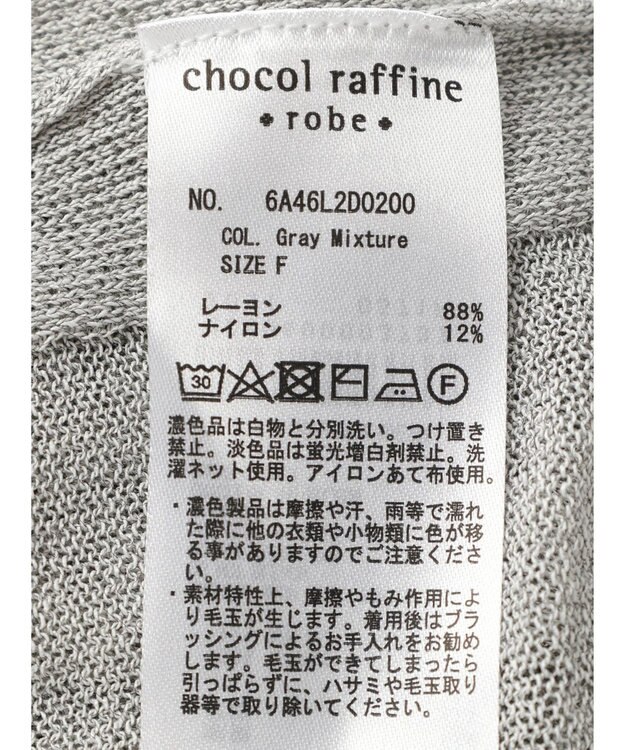 chocol raffine
robe
NO. 6A46L2D0200
COL. Gray Mixture
SIZE F
レーヨン 88%
ナイロン 12%
30 F
濃色品は白物と分別洗い。つけ置き
禁止。淡色品は蛍光増白剤禁止。洗
濯ネット使用。アイロンあて布使用。
・濃色製品は摩擦や汗、雨等で濡れ
た際に他の衣類や小物類に色が移
る事がありますのでご注意くださ
い。
・素材特性上、摩擦やもみ作用によ
り毛玉が生じます。着用後はブラ
ッシングによるお手入れをお勧め
します。毛玉ができてしまったら
引っぱらずに、ハサミや毛玉取り
器等で取り除いてください。